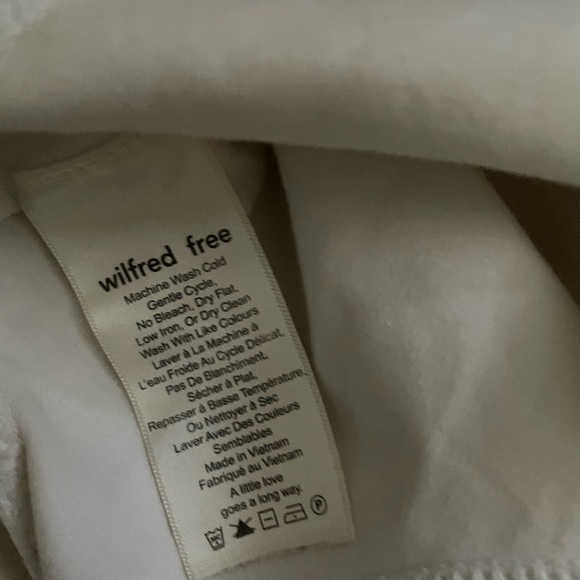 wilfred free
Machine Wash Cold
Gentle Cycle,
No Bleach, Dry Flat,
Low Iron, Or Dry Clean
Wash With Like Colours
Laver à La Machine à
L'eau Froide Au Cycle Délicat,
Pas De Blanchiment,
Sécher à Plat,
Repasser à Basse Température,
Ou Nettoyer à Sec
Laver Avec Des Couleurs
Semblables
Made in Vietnam
Fabriqué au Vietnam
A little love
goes a long way.
P